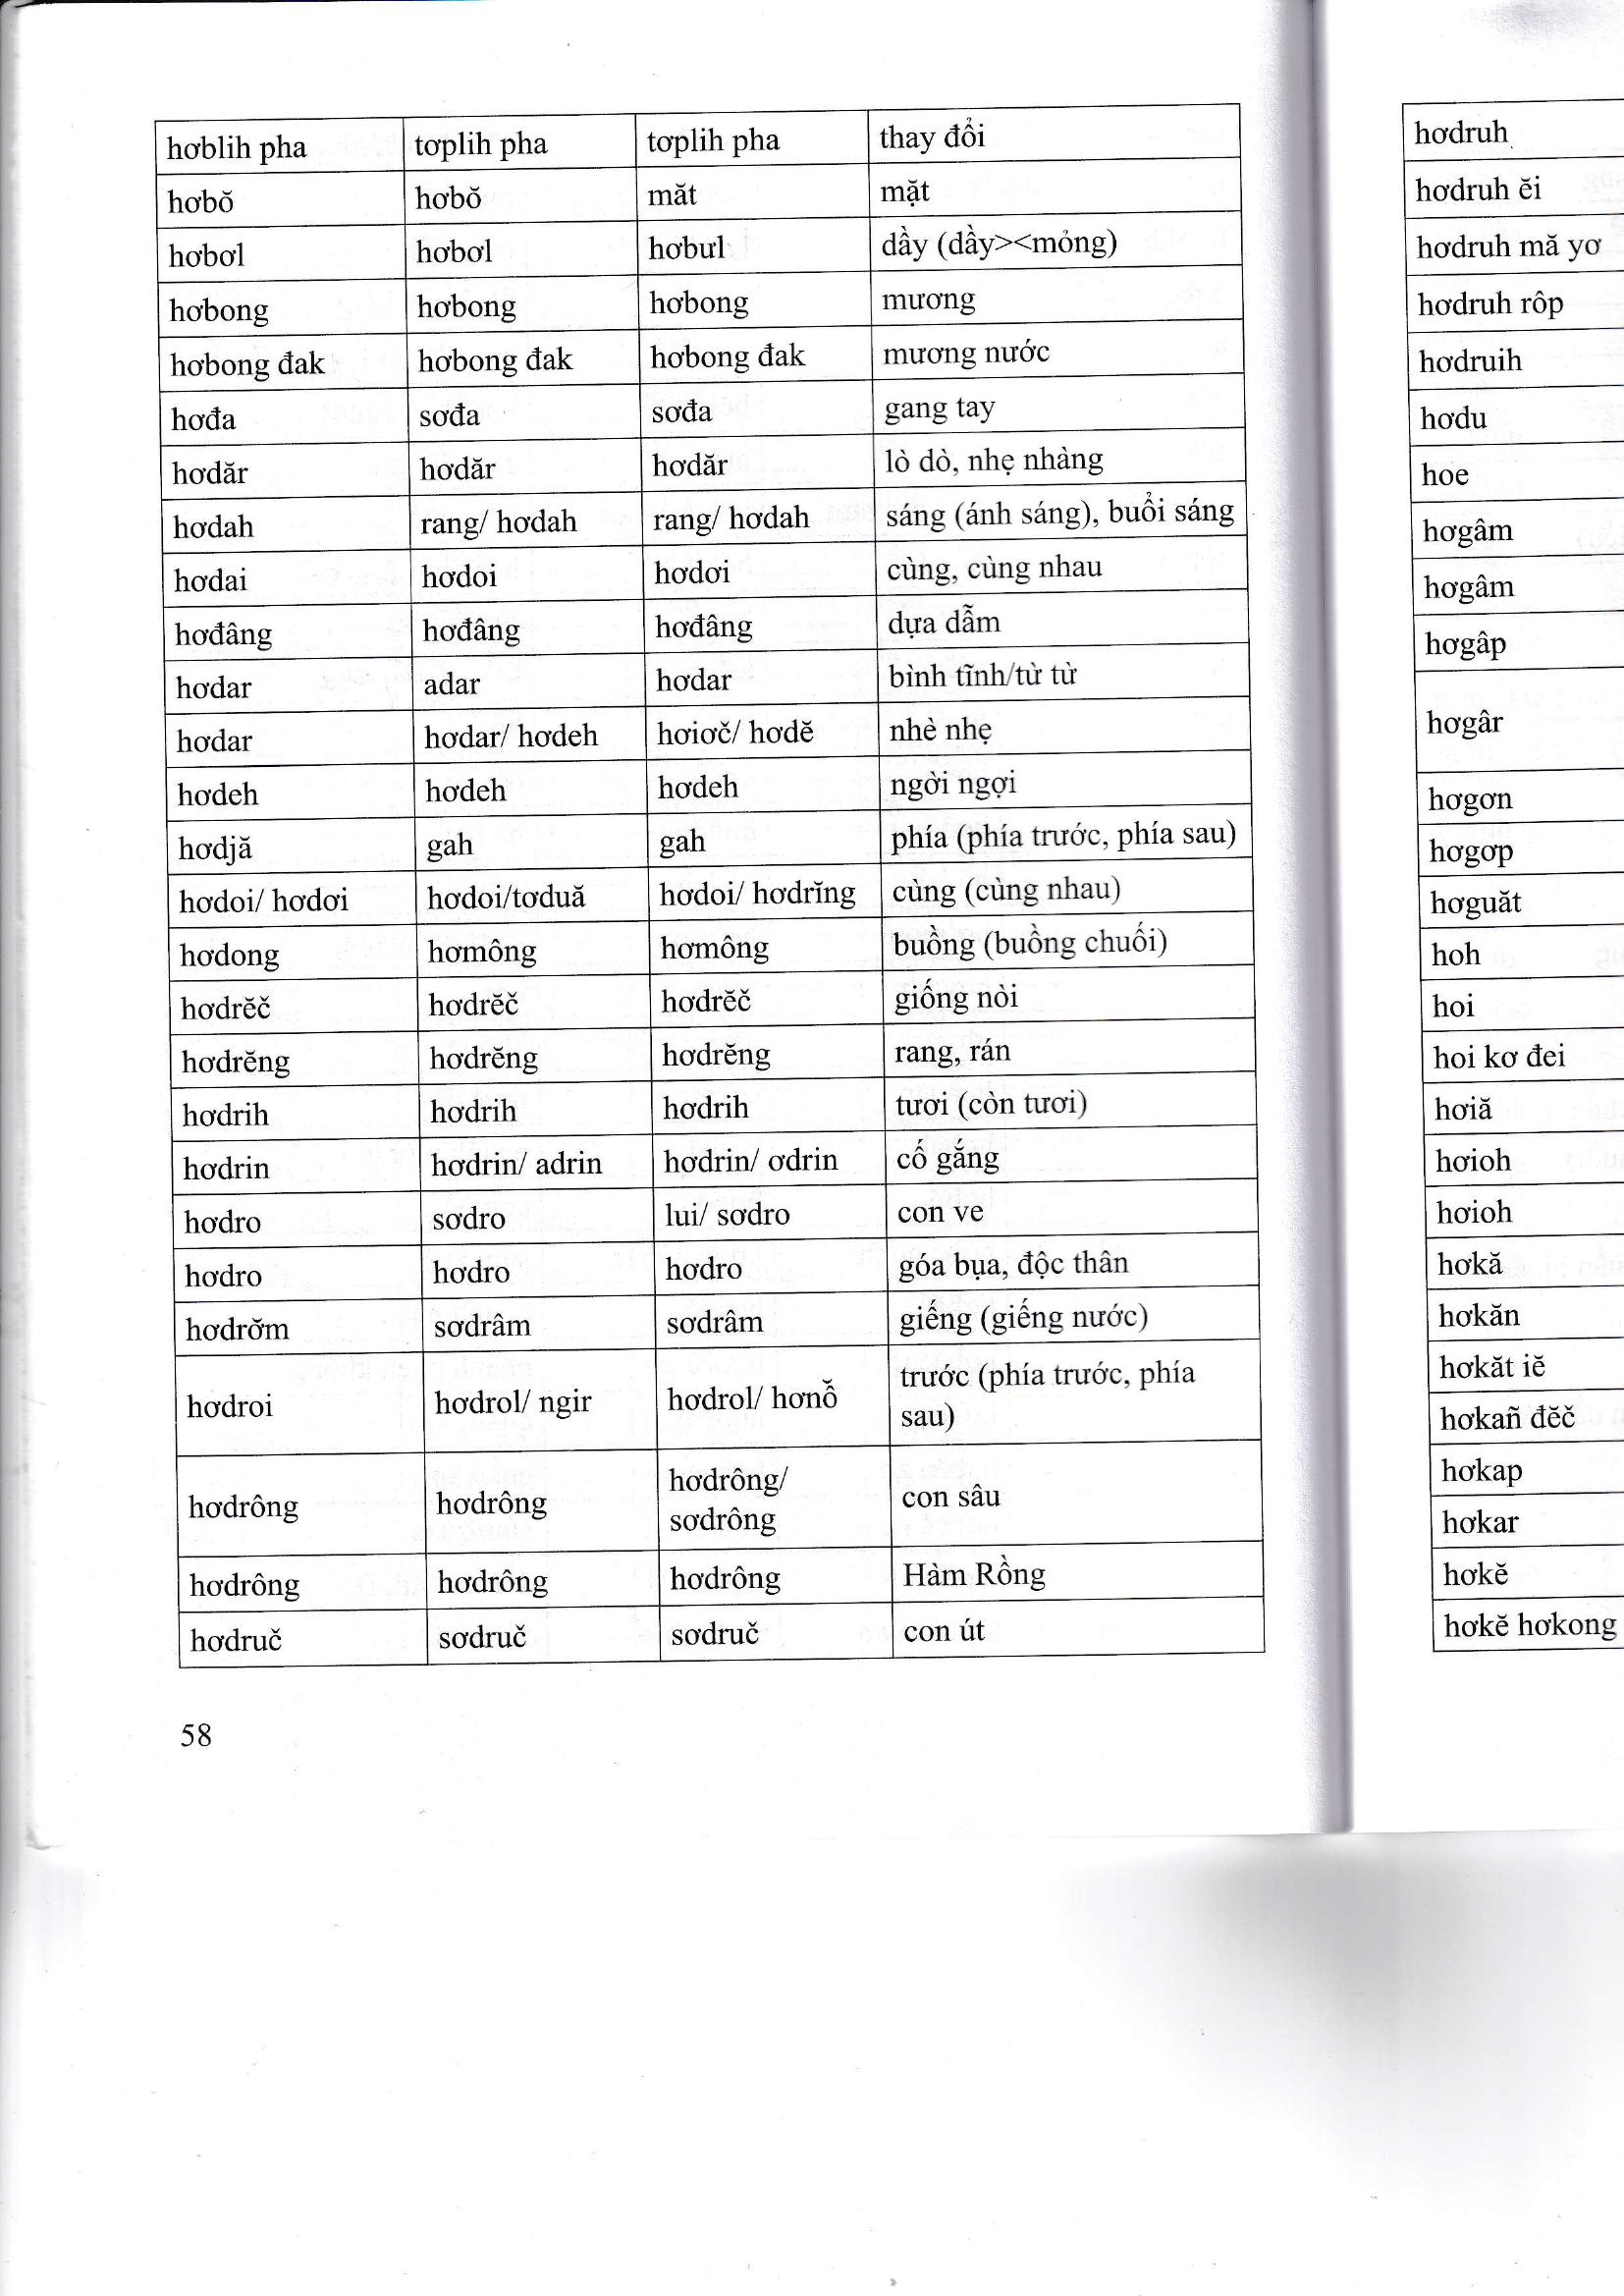 hơblih pha tơplih pha tơplih pha thay đổi
hơbŏ hơbŏ măt mặt
hơbơl hơbơl hơbưl dầy (dầy><mỏng)
hơbong hơbong hơbong mương
hơbong đak hơbong đak hơbong đak mương nước
hơđa sơđa sơđa gang tay
hơdăr hơdăr hơdăr lò dò, nhẹ nhàng
hơdah rang/ hơdah rang/ hơdah sáng (ánh sáng), buổi sáng
hơdai hơdoi hơdơi cùng, cùng nhau
hơđâng hơđâng hơđâng dựa dẫm
hơdar adar hơdar bình tĩnh/từ từ
hơdar hơdar/ hơdeh hơiơč/ hơdĕ nhè nhẹ
hơdeh hơdeh hơdeh ngời ngợi
hơdjă gah gah phía (phía trước, phía sau)
hơdoi/ hơdơi hơdoi/tơduă hơdoi/ hơdrĭng cùng (cùng nhau)
hơdong hơmông hơmông buồng (buồng chuối)
hơdrĕč hơdrĕč hơdrĕč giống nòi
hơdrĕng hơdrĕng hơdrĕng rang, rán
hơdrih hơdrih hơdrih tươi (còn tươi)
hơdrin hơdrin/ adrin hơdrin/ ơdrin cố gắng
hơdro sơdro lui/ sơdro con ve
hơdro hơdro hơdro góa bụa, độc thân
hơdrơ̆m sơdrâm sơdrâm giếng (giếng nước)
hơdroi hơdrol/ ngir hơdrol/ hơnô̆ trước (phía trước, phía
sau)
hơdrông hơdrông hơdrông/
sơdrông con sâu
hơdrông hơdrông hơdrông Hàm Rồng
hơdruč sơdruč sơdruč con út
58
hơdruh
hơdruh ĕi
hơdruh mă yơ
hơdruh rôp
hơdruih
hơdu
hoe
hơgâm
hơgâm
hơgâp
hơgâr
hơgơn
hơgơp
hơguăt
hoh
hoi
hoi kơ đei
hơiă
hơioh
hơioh
hơkă
hơkăn
hơkăt iĕ
hơkañ đĕč
hơkap
hơkar
hơkĕ
hơkĕ hơkong